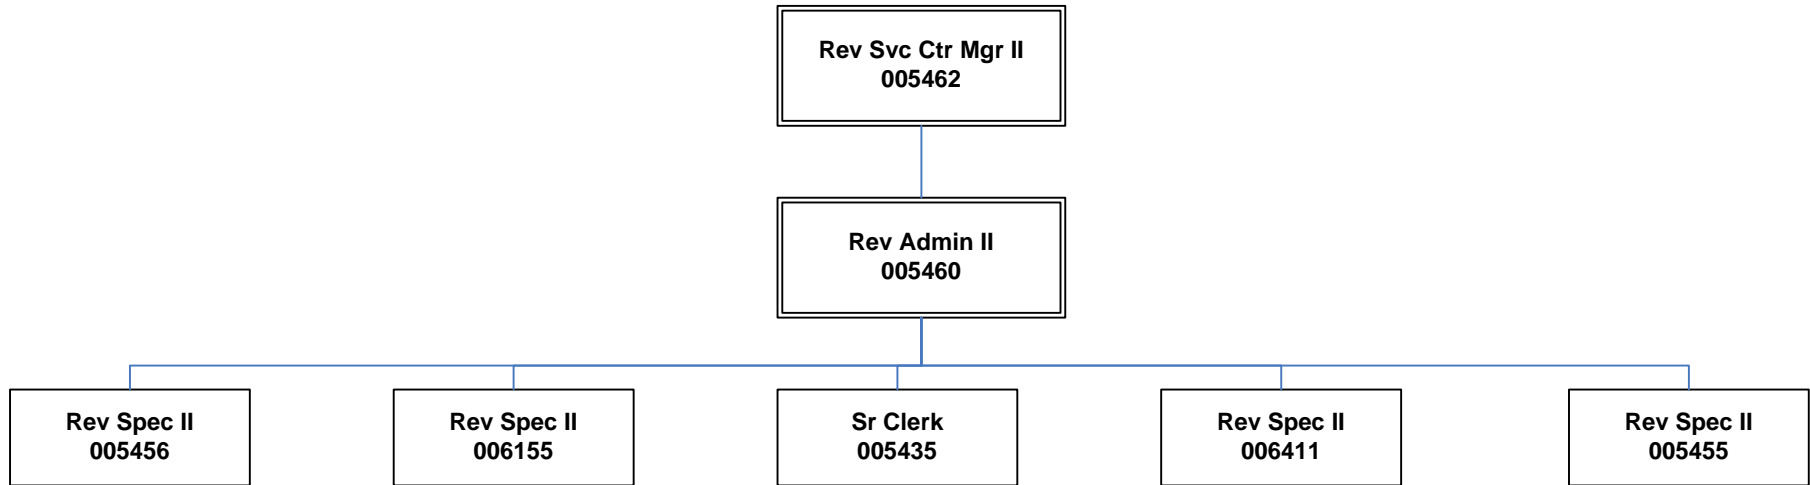 Rev Svc Ctr Mgr II
005462
Rev Admin II
005460
Rev Spec II
005456
Rev Spec II
006155
Sr Clerk
005435
Rev Spec II
006411
Rev Spec II
005455